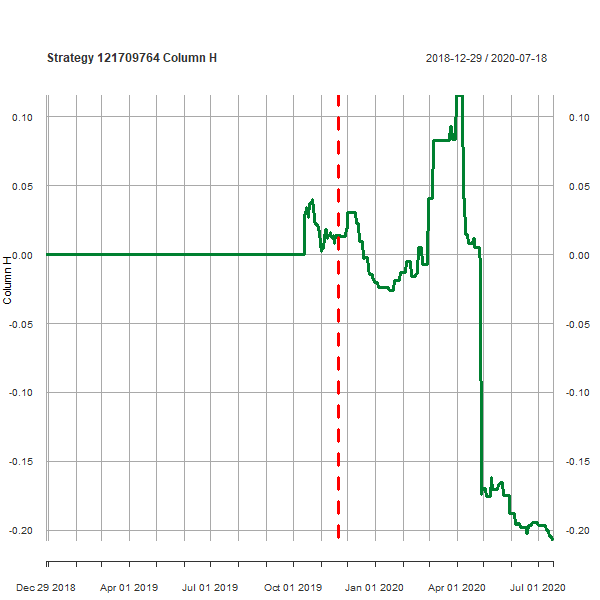 Strategy 121709764 Column H
2018-12-29 / 2020-07-18
Column H
0.10
0.05
0.00
-0.05
-0.10
-0.15
-0.20
0.10
0.05
0.00
-0.05
-0.10
-0.15
-0.20
Dec 29 2018
Apr 01 2019
Jul 01 2019
Oct 01 2019
Jan 01 2020
Apr 01 2020
Jul 01 2020